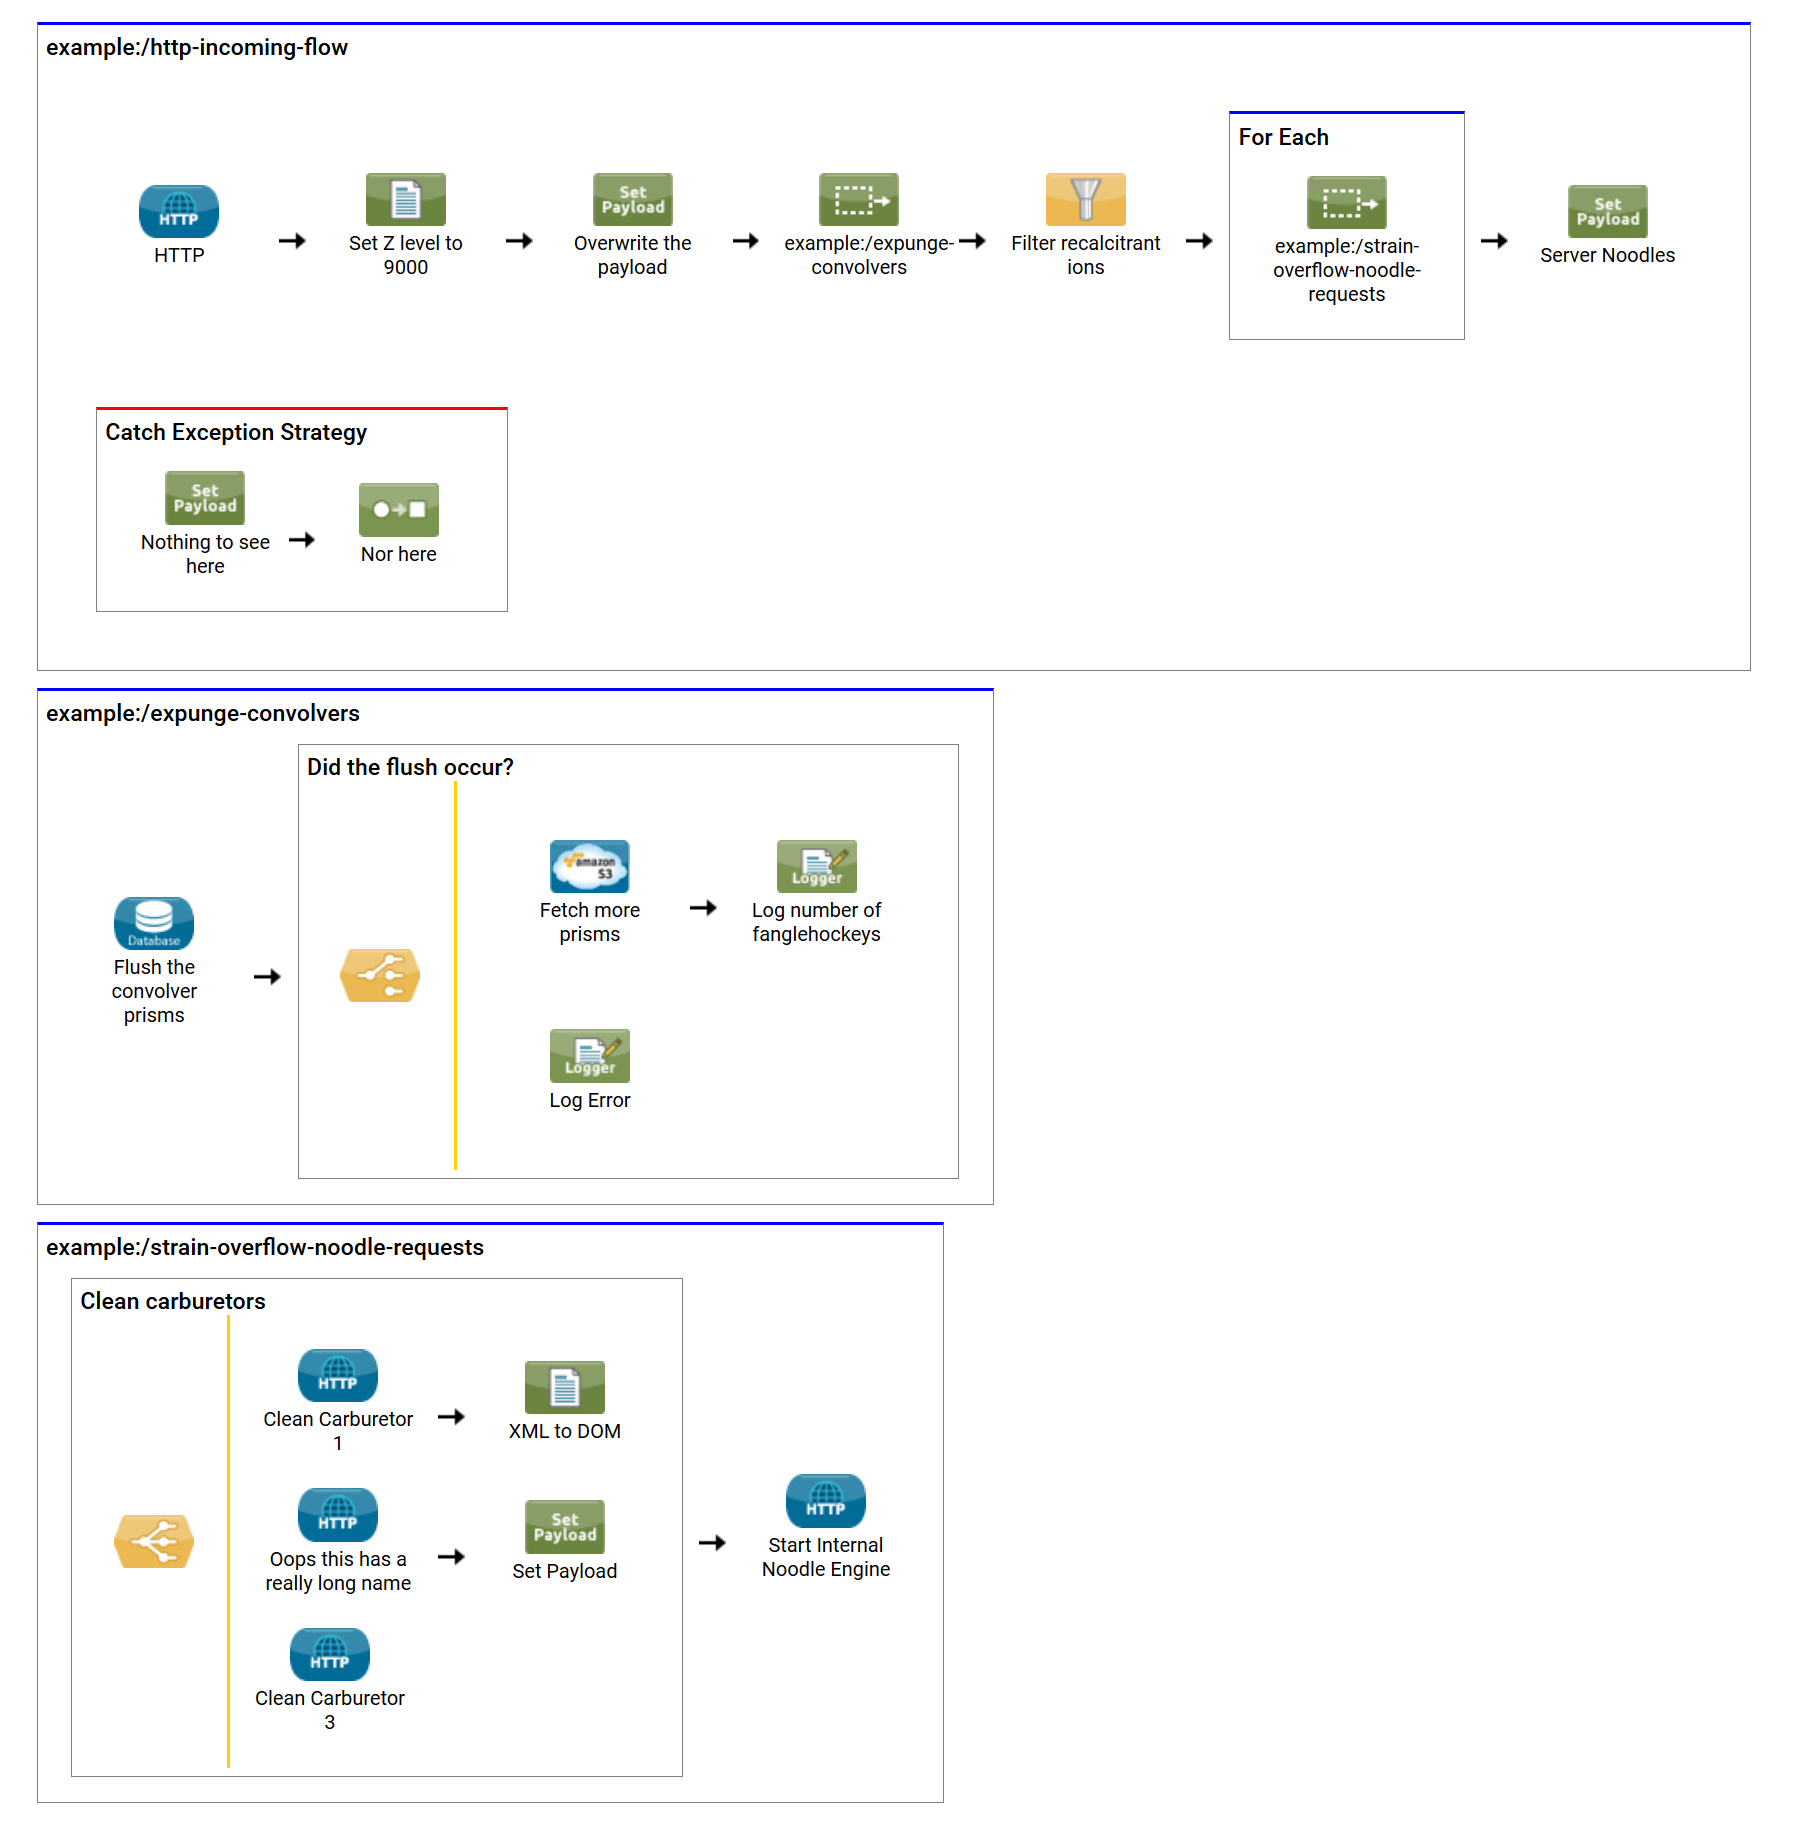 example:/http-incoming-flow
For Each
HTTP
HTTP
Set Z level to
9000
Set
Payload
Overwrite the
payload
example:/expunge-
convolvers
Filter recalcitrant
ions
example:/strain-
overflow-noodle-
requests
Set
Payload
Server Noodles
Catch Exception Strategy
Set
Payload
Nothing to see
here
Nor here
example:/expunge-convolvers
Did the flush occur?
Database
Flush the
convolver
prisms
amazon
S3
Fetch more
prisms
Logger
Log number of
fanglehockeys
Logger
Log Error
example:/strain-overflow-noodle-requests
Clean carburetors
HTTP
Clean Carburetor
1
XML to DOM
HTTP
Oops this has a
really long name
Set
Payload
Set Payload
HTTP
Clean Carburetor
3
HTTP
Start Internal
Noodle Engine